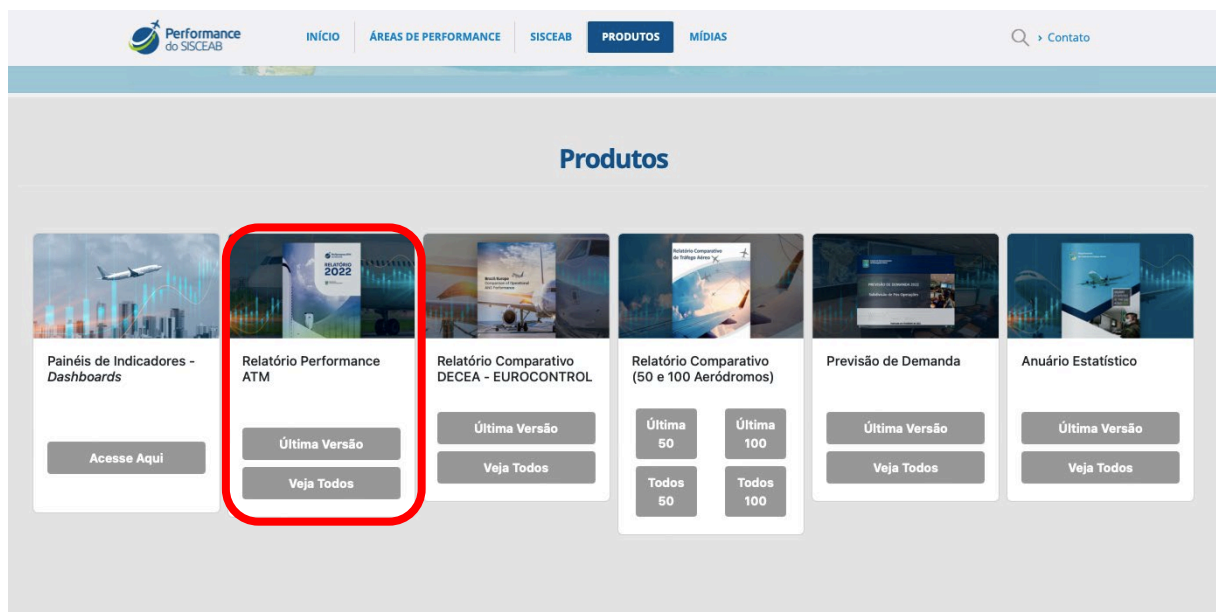 Performance
do SISCEAB
INÍCIO
ÁREAS DE PERFORMANCE
SISCEAB
PRODUTOS
MÍDIAS
› Contato
Produtos
RELATÓRIO
2022
Relatório Comparativo
de Tráfego Aéreo
Painéis de Indicadores -
Dashboards
Acesse Aqui
Relatório Performance
ATM
Última Versão
Veja Todos
Relatório Comparativo
DECEA - EUROCONTROL
Última Versão
Veja Todos
Relatório Comparativo
(50 e 100 Aeródromos)
Última
50
Última
100
Todos
50
Todos
100
Previsão de Demanda
Última Versão
Veja Todos
Anuário Estatístico
Última Versão
Veja Todos